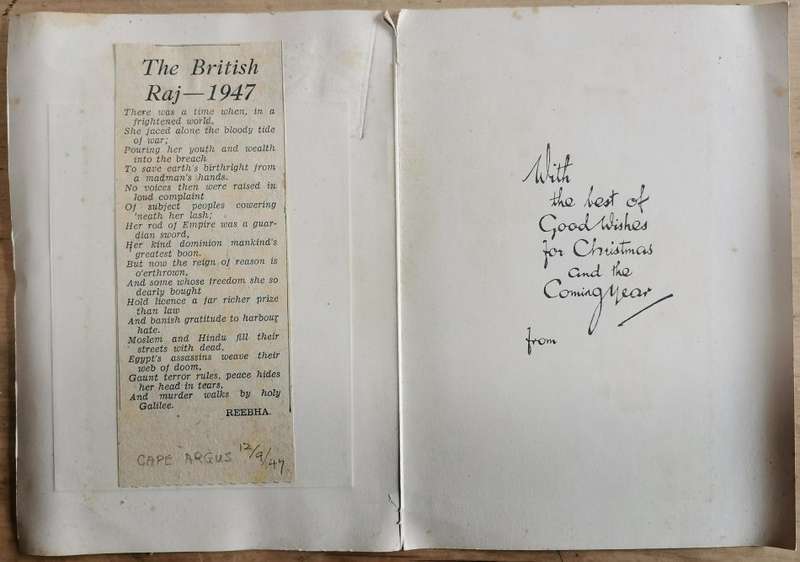 The British
Raj—1947
There was a time when, in a
frightened world,
She faced alone the bloody tide
of war;
Pouring her youth and wealth
into the breach
To save earth's birthright from
a madman's hands.
No voices then were raised in
loud complaint
Of subject peoples cowering
'neath her lash;
Her rod of Empire was a guar-
dian sword,
Her kind dominion mankind's
greatest boon.
But now the reign of reason is
o'erthrown,
And some whose freedom she so
dearly bought
Hold licence a far richer prize
than law
And banish gratitude to harbour
hate.
Moslem and Hindu fill their
streets with dead,
Egypt's assassins weave their
web of doom,
Gaunt terror rules, peace hides
her head in tears,
And murder walks by holy
Galilee.
REEBHA.
CAPE ARGUS 12/9/47
With
the best of
Good Wishes
for Christmas
and the
Coming Year
from